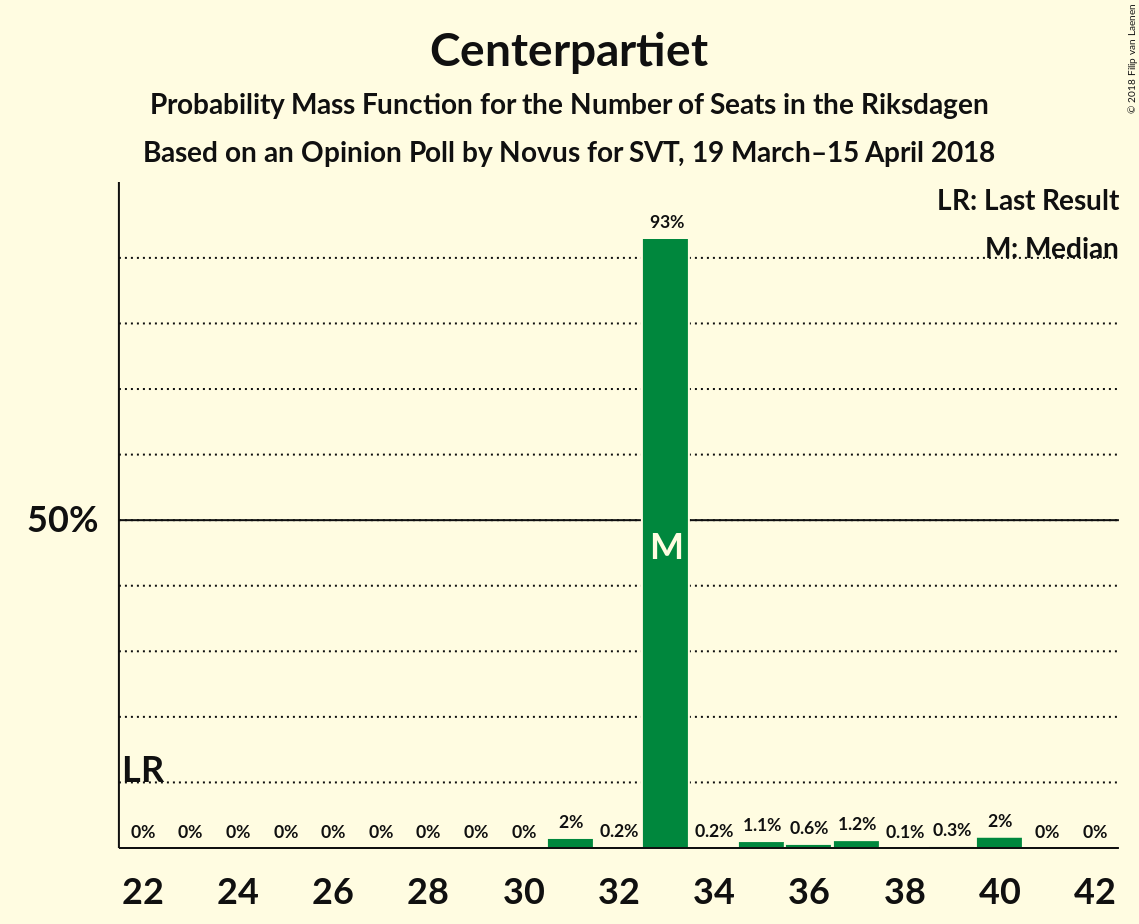 Centerpartiet
Probability Mass Function for the Number of Seats in the Riksdagen
Based on an Opinion Poll by Novus for SVT, 19 March–15 April 2018
© 2018 Filip van Laenen
LR: Last Result
M: Median
93%
50%
M
LR
0% 0% 0% 0% 0% 0% 0% 0% 0% 2% 0.2% 0.2% 1.1% 0.6% 1.2% 0.1% 0.3% 2% 0% 0%
22 24 26 28 30 32 34 36 38 40 42